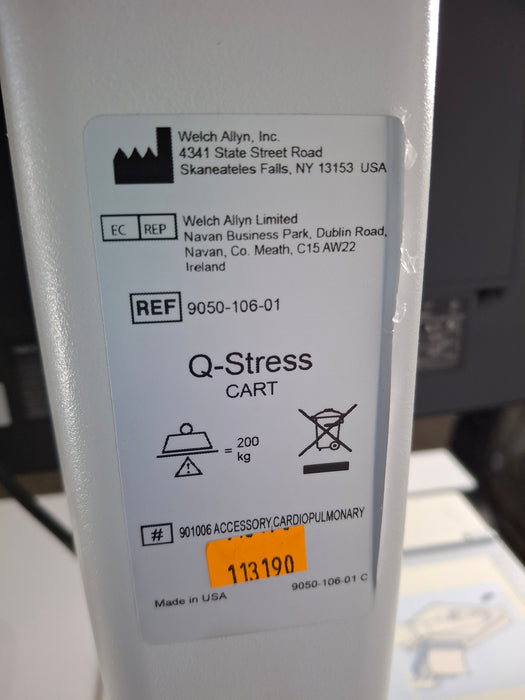 Welch Allyn, Inc.
4341 State Street Road
Skaneateles Falls, NY 13153 USA
EC REP
Welch Allyn Limited
Navan Business Park, Dublin Road,
Navan, Co. Meath, C15 AW22
Ireland
REF 9050-106-01
Q-Stress
CART
= 200
kg
# 901006 ACCESSORY,CARDIOPULMONARY
113190
Made in USA
9050-106-01 C